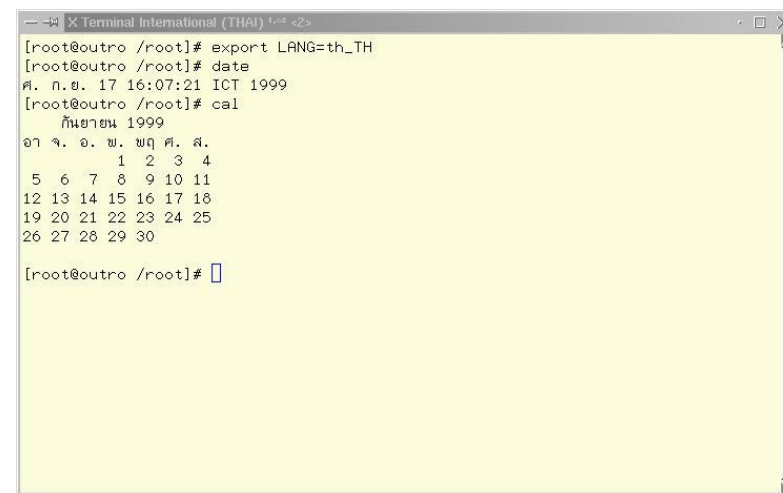 X Terminal International (THAI) <2>
[root@outro /root]# export LANG=th_TH
[root@outro /root]# date
ศ. ก.ย. 17 16:07:21 ICT 1999
[root@outro /root]# cal
กันยายน 1999
อา จ. อ. พ. พฤ ศ. ส.
1 2 3 4
5 6 7 8 9 10 11
12 13 14 15 16 17 18
19 20 21 22 23 24 25
26 27 28 29 30
[root@outro /root]#